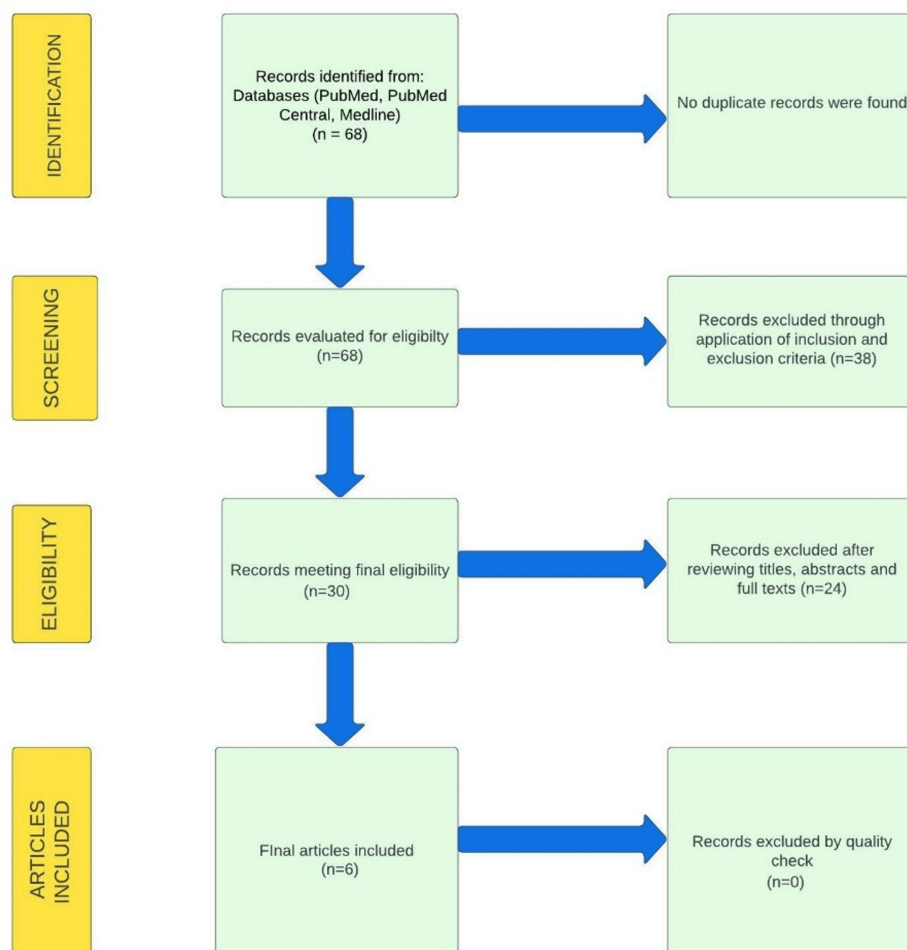 IDENTIFICATION
Records identified from:
Databases (PubMed, PubMed
Central, Medline)
(n = 68)
No duplicate records were found
SCREENING
Records evaluated for eligibilty
(n=68)
Records excluded through
application of inclusion and
exclusion criteria (n=38)
ELIGIBILITY
Records meeting final eligibility
(n=30)
Records excluded after
reviewing titles, abstracts and
full texts (n=24)
ARTICLES
INCLUDED
FInal articles included
(n=6)
Records excluded by quality
check
(n=0)